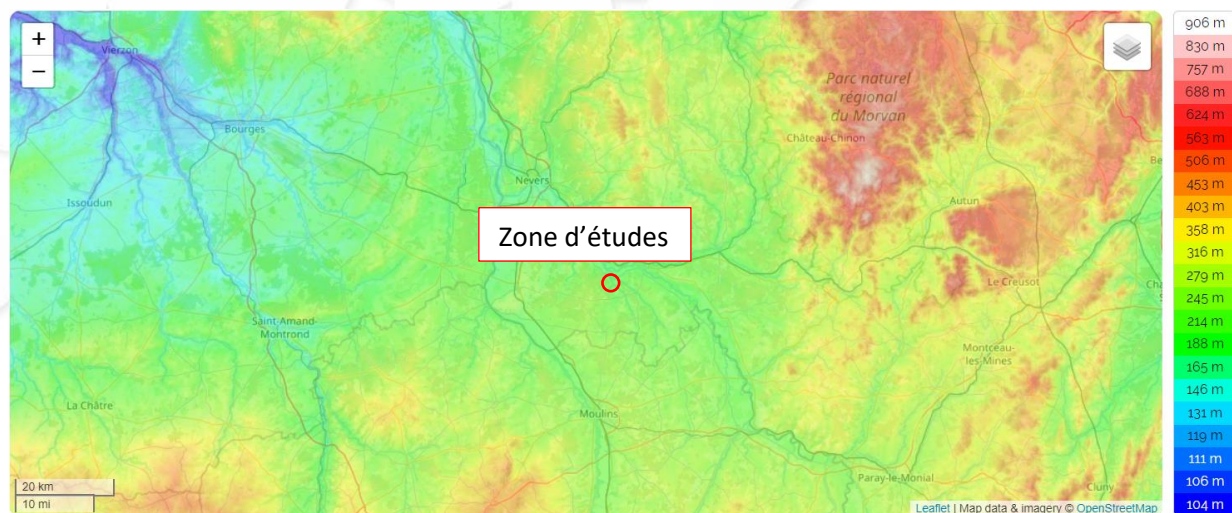 +
−
Vierzon
Bourges
Issoudun
Nevers
Parc naturel
régional
du Morvan
Château-Chinon
Autun
Zone d'études
Le Creusot
Saint-Amand-
Montrond
Montceau-
les Mines
La Châtre
Moulins
Paray-le-Monial
Cluny
20 km
10 mi
Leaflet | Map data & imagery © OpenStreetMap
906 m
830 m
757 m
688 m
624 m
563 m
506 m
453 m
403 m
358 m
316 m
279 m
245 m
214 m
188 m
165 m
146 m
131 m
119 m
111 m
106 m
104 m